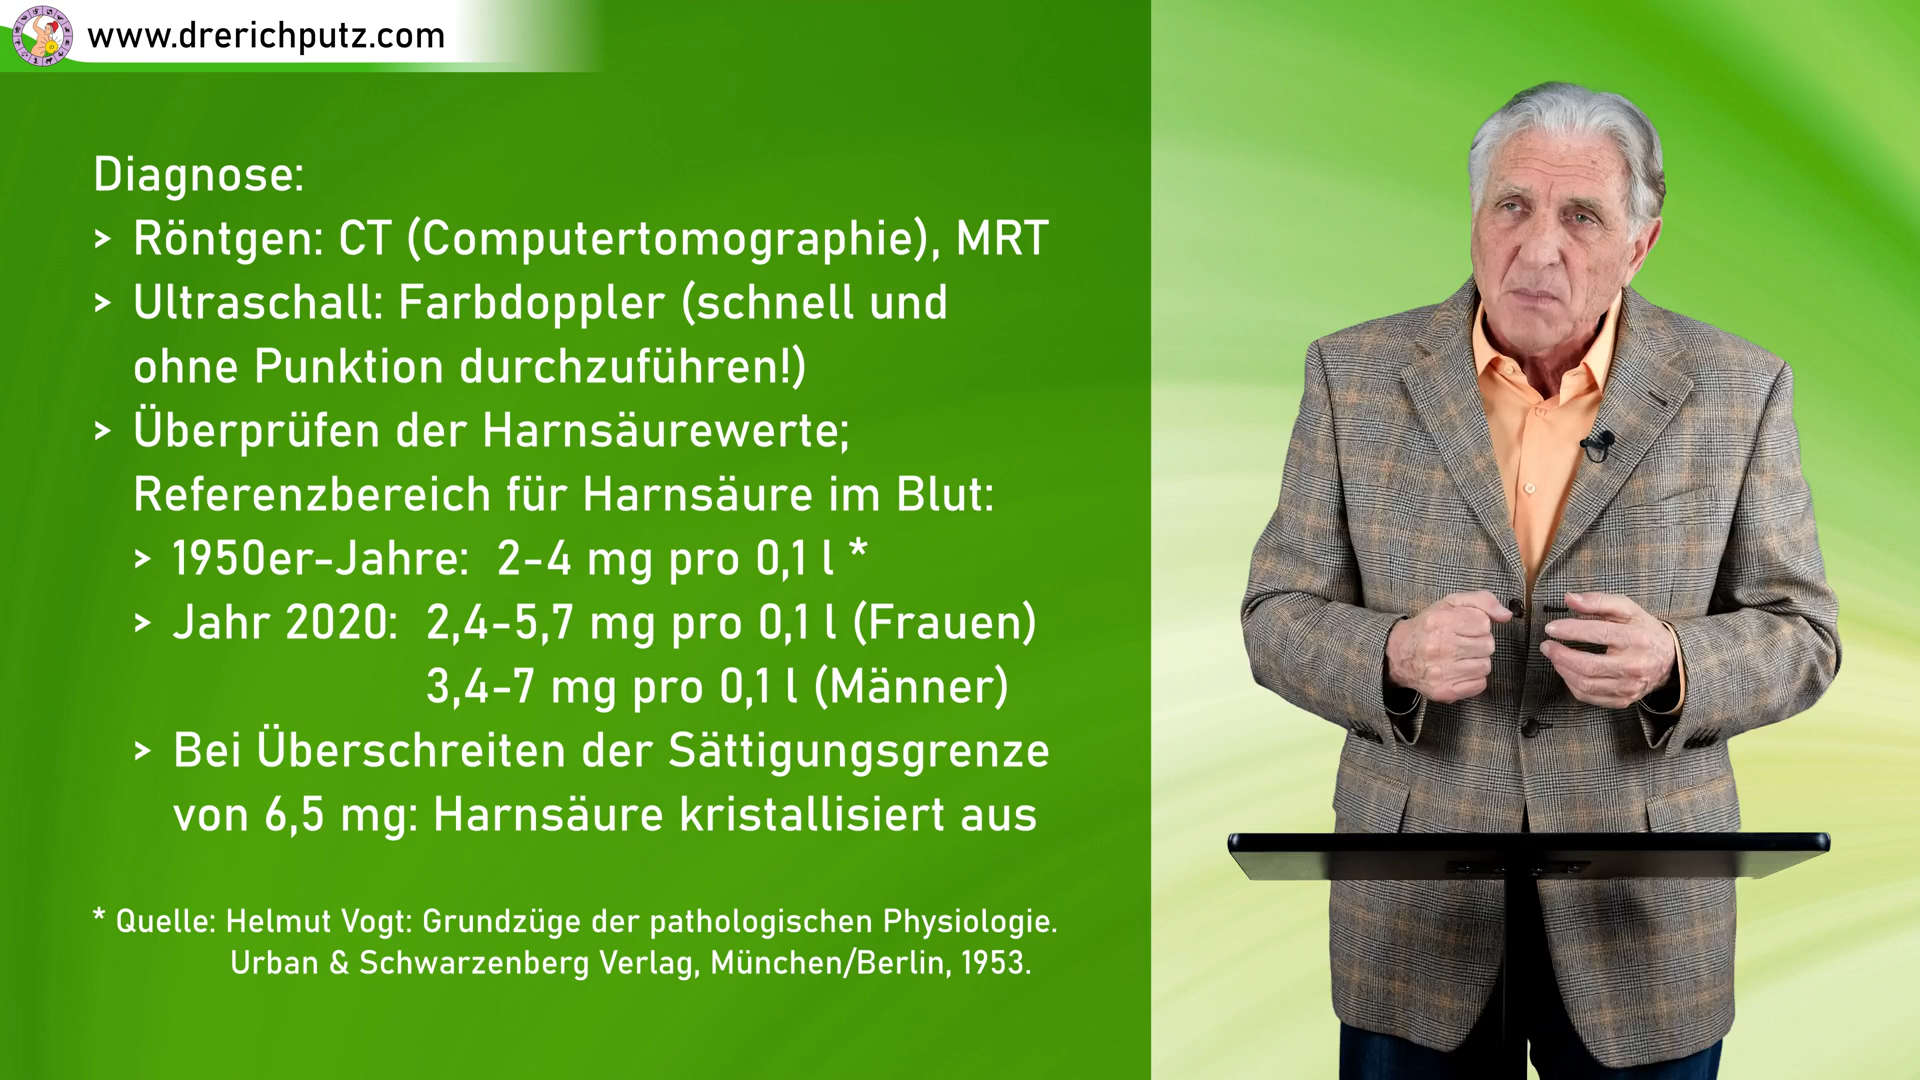 www.drerichputz.com
Diagnose:
> Röntgen: CT (Computertomographie), MRT
> Ultraschall: Farbdoppler (schnell und
ohne Punktion durchzuführen!)
> Überprüfen der Harnsäurewerte;
Referenzbereich für Harnsäure im Blut:
> 1950er-Jahre: 2-4 mg pro 0,1 l *
> Jahr 2020: 2,4-5,7 mg pro 0,1 l (Frauen)
3,4-7 mg pro 0,1 l (Männer)
> Bei Überschreiten der Sättigungsgrenze
von 6,5 mg: Harnsäure kristallisiert aus
* Quelle: Helmut Vogt: Grundzüge der pathologischen Physiologie.
Urban & Schwarzenberg Verlag, München/Berlin, 1953.